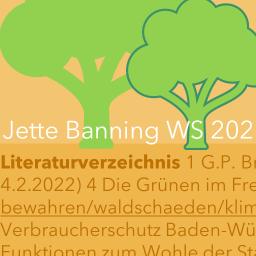 Jette Banning WS 202
Literaturverzeichnis 1 G.P. B
4.2.2022) 4 Die Grünen im Fre
bewahren/waldschaeden/klim
Verbraucherschutz Baden-Wü
Funktionen zum Wohle der Sta